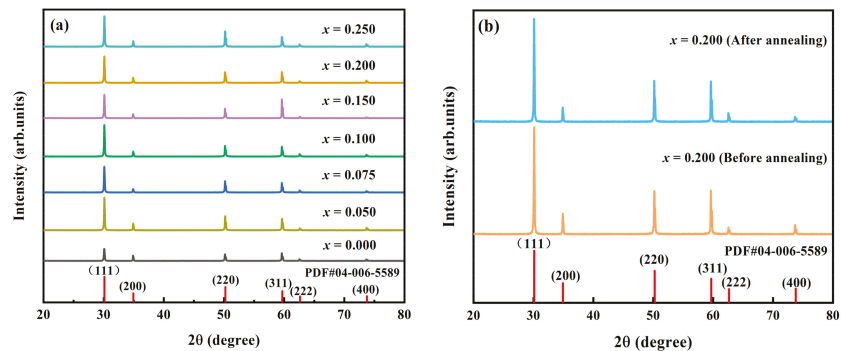 (a)
x = 0.250
x = 0.200
x = 0.150
x = 0.100
x = 0.075
x = 0.050
x = 0.000
PDF#04-006-5589
(111)
(200)
(220)
(311)
(222)
(400)
20 30 40 50 60 70 80
2θ (degree)
Intensity (arb.units)
(b)
x = 0.200 (After annealing)
x = 0.200 (Before annealing)
PDF#04-006-5589
(111)
(200)
(220)
(311)
(222)
(400)
20 30 40 50 60 70 80
2θ (degree)
Intensity (arb.units)